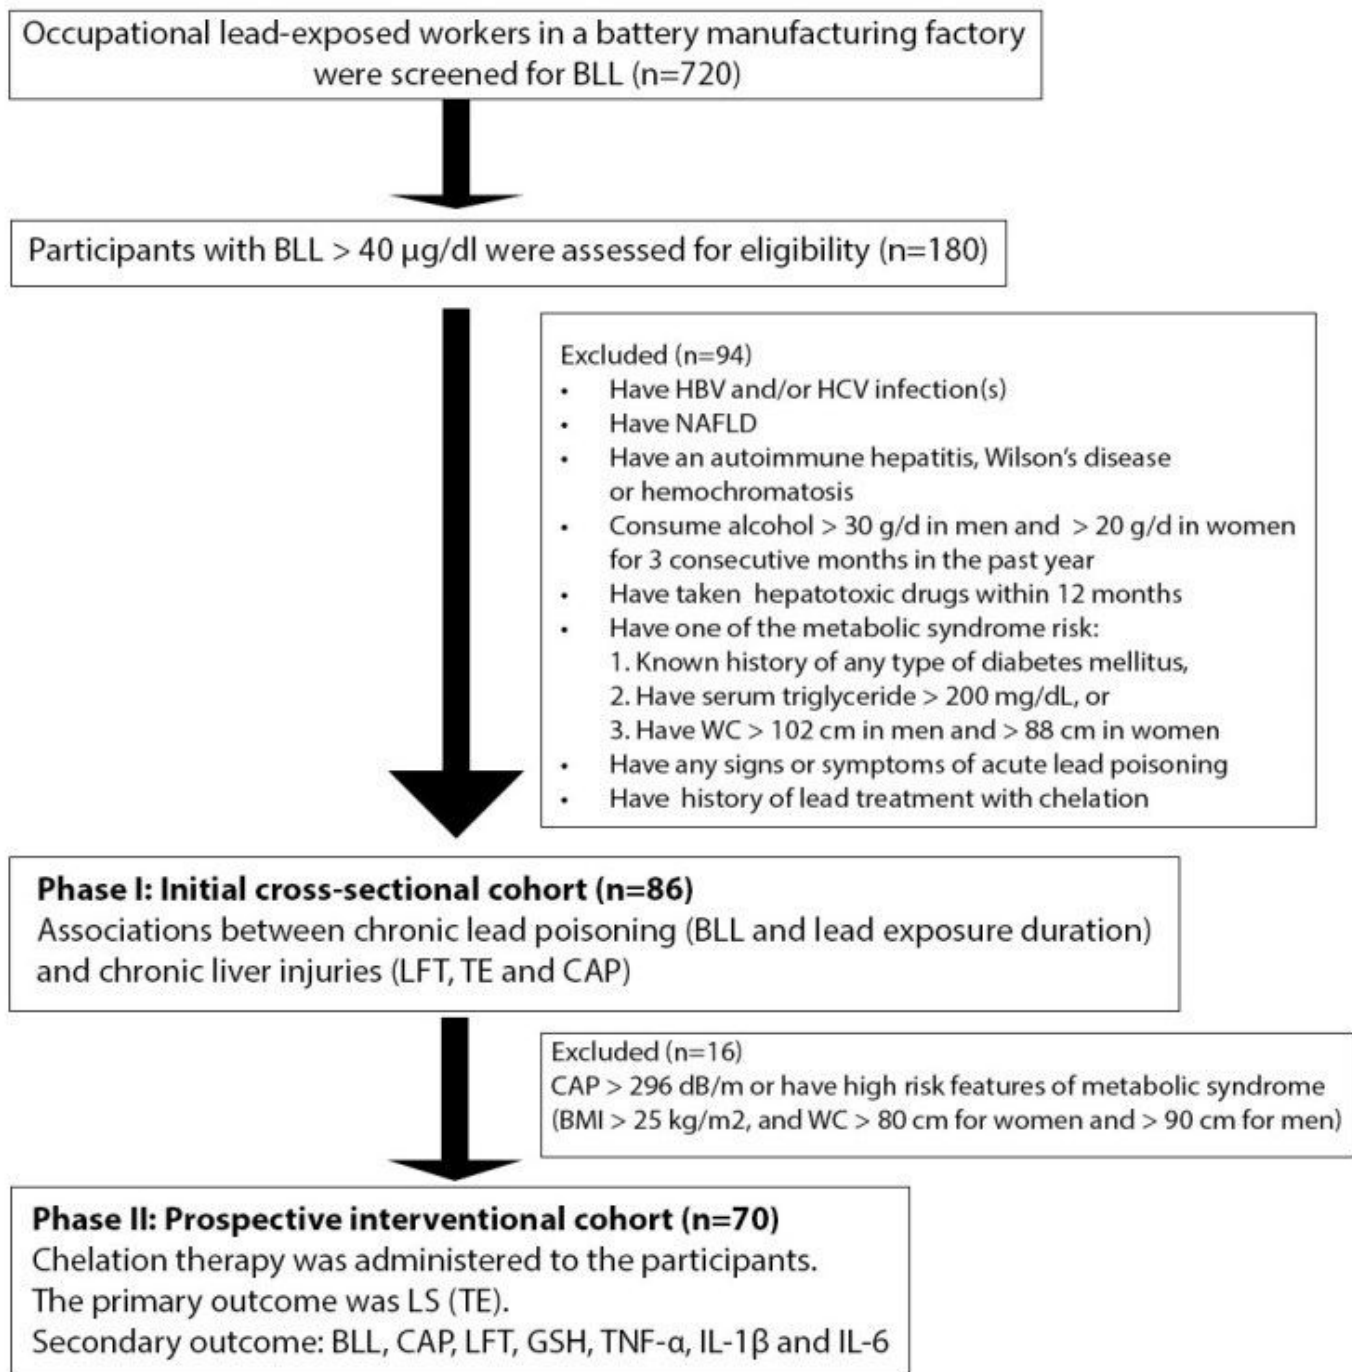 Occupational lead-exposed workers in a battery manufacturing factory
were screened for BLL (n=720)
Participants with BLL > 40 µg/dl were assessed for eligibility (n=180)
Excluded (n=94)
• Have HBV and/or HCV infection(s)
• Have NAFLD
• Have an autoimmune hepatitis, Wilson's disease
or hemochromatosis
• Consume alcohol > 30 g/d in men and > 20 g/d in women
for 3 consecutive months in the past year
• Have taken hepatotoxic drugs within 12 months
• Have one of the metabolic syndrome risk:
1. Known history of any type of diabetes mellitus,
2. Have serum triglyceride > 200 mg/dL, or
3. Have WC > 102 cm in men and > 88 cm in women
• Have any signs or symptoms of acute lead poisoning
• Have history of lead treatment with chelation
Phase I: Initial cross-sectional cohort (n=86)
Associations between chronic lead poisoning (BLL and lead exposure duration)
and chronic liver injuries (LFT, TE and CAP)
Excluded (n=16)
CAP > 296 dB/m or have high risk features of metabolic syndrome
(BMI > 25 kg/m2, and WC > 80 cm for women and > 90 cm for men)
Phase II: Prospective interventional cohort (n=70)
Chelation therapy was administered to the participants.
The primary outcome was LS (TE).
Secondary outcome: BLL, CAP, LFT, GSH, TNF-α, IL-1β and IL-6